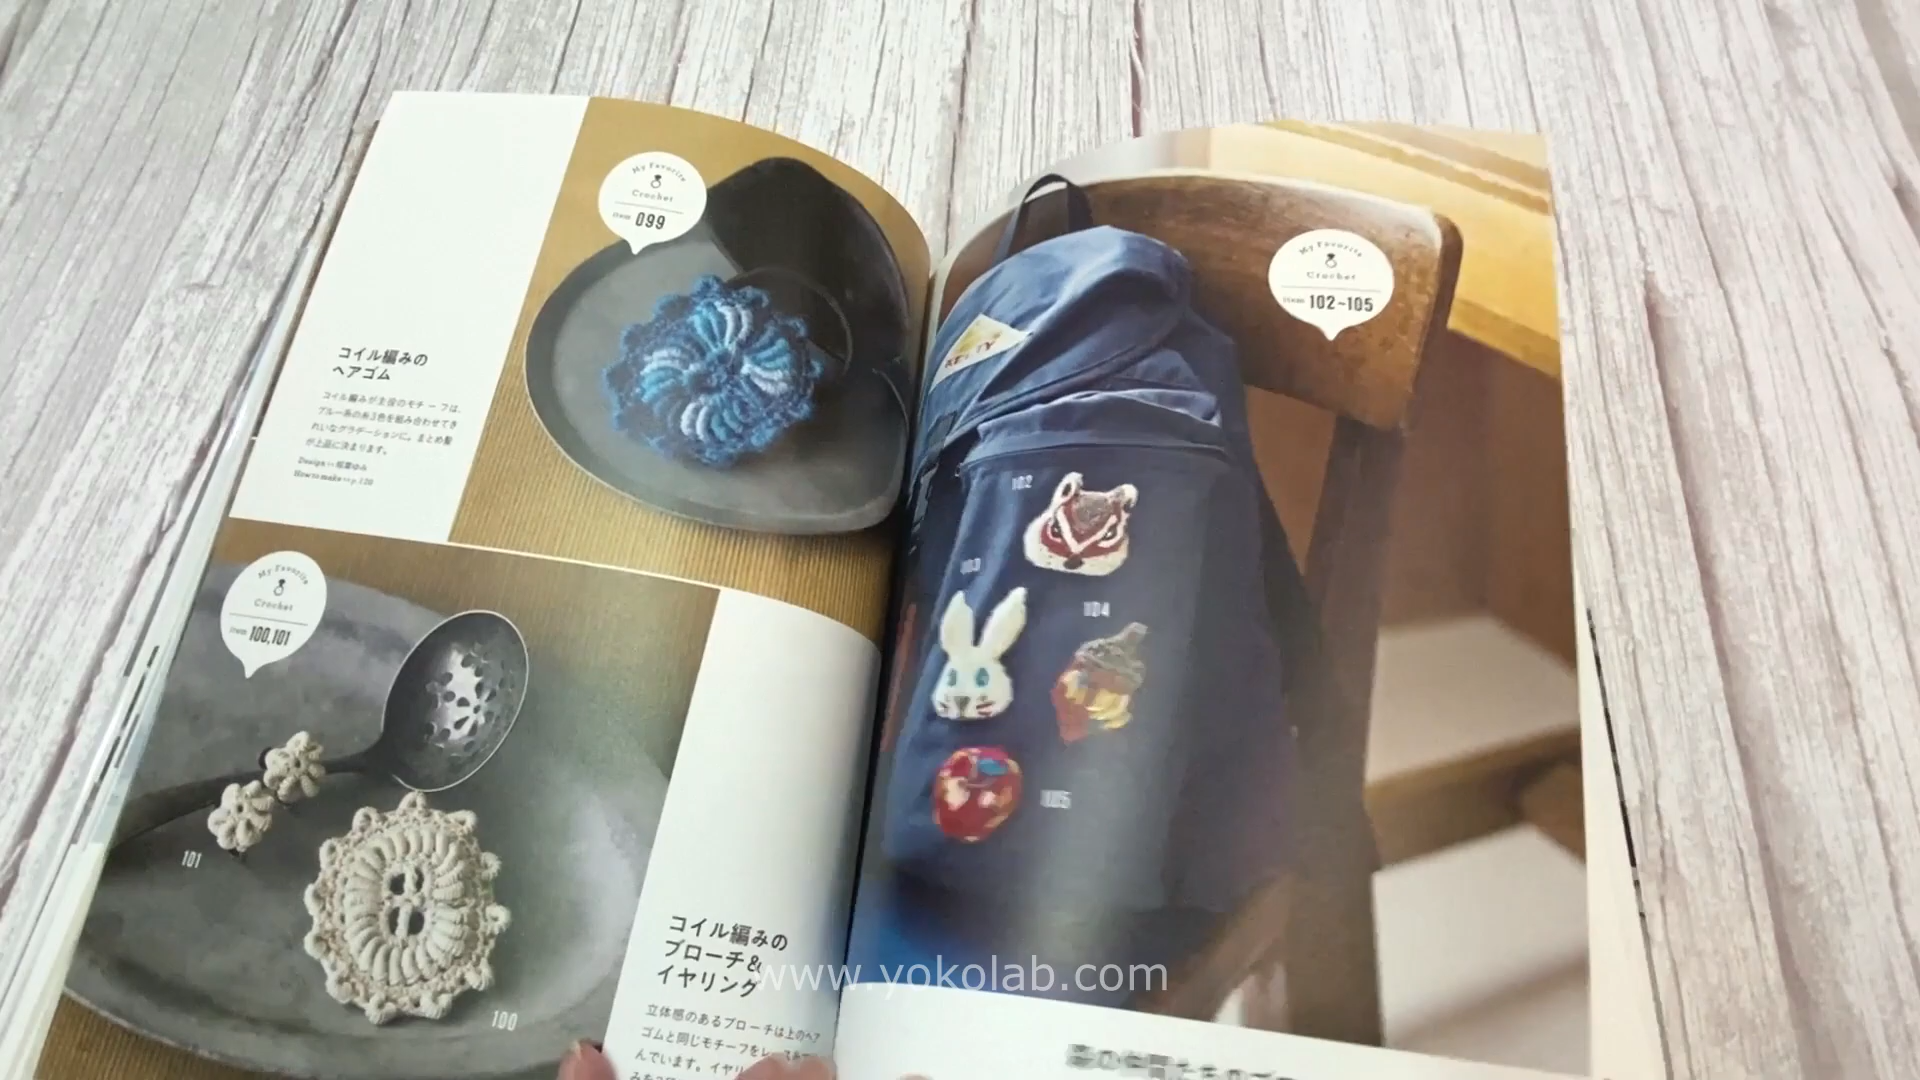 My Favorite
Crochet
item 099
コイル編みの
ヘアゴム
コイル編みが主役のモチーフは、
ブルー系の糸3色を組み合わせてき
れいなグラデーションに。まとめ髪
が上品に決まります。
Design
How to make
p.120
My Favorite
Crochet
item 100,101
101
100
コイル編みの
ブローチ&
イヤリング
立体感のあるブローチは上のヘア
ゴムと同じモチーフを
んでいます。
My Favorite
Crochet
item 102~105
102
103
104
105
www.yokolab.com